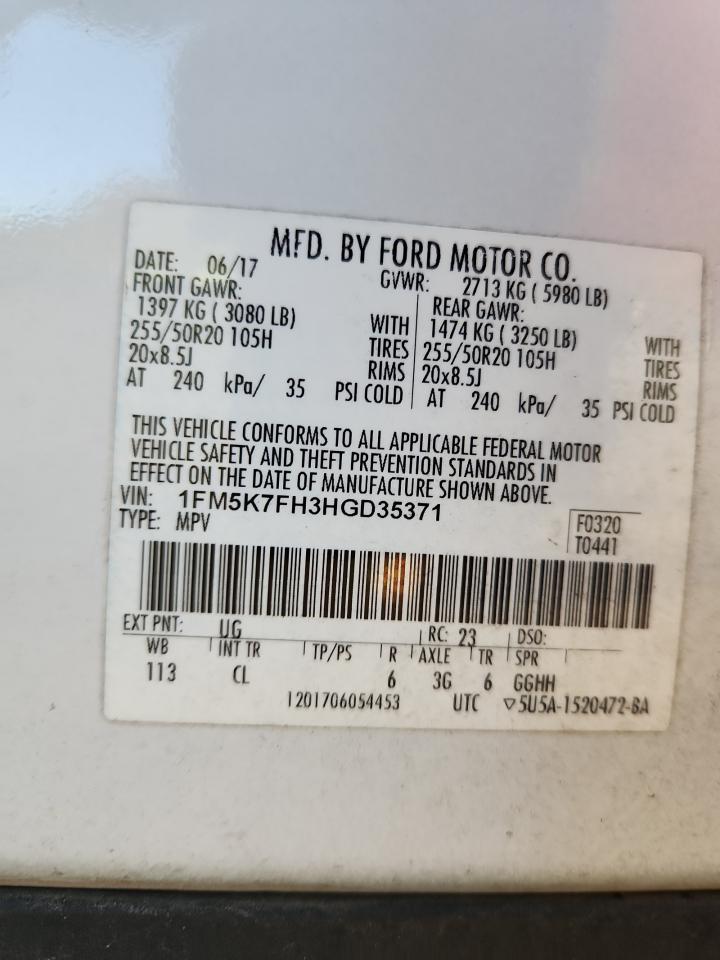 MFD. BY FORD MOTOR CO.
DATE: 06/17 GVWR: 2713 KG ( 5980 LB)
FRONT GAWR: REAR GAWR:
1397 KG ( 3080 LB) WITH 1474 KG ( 3250 LB) WITH
255/50R20 105H TIRES 255/50R20 105H TIRES
20x8.5J RIMS 20x8.5J RIMS
AT 240 kPa/ 35 PSI COLD AT 240 kPa/ 35 PSI COLD
THIS VEHICLE CONFORMS TO ALL APPLICABLE FEDERAL MOTOR
VEHICLE SAFETY AND THEFT PREVENTION STANDARDS IN
EFFECT ON THE DATE OF MANUFACTURE SHOWN ABOVE.
VIN: 1FM5K7FH3HGD35371
TYPE: MPV F0320
T0441
EXT PNT: UG RC: 23 DSO:
WB INT TR TP/PS R AXLE TR SPR
113 CL 6 3G 6 GGHH
1201706054453 UTC ▽5U5A-1520472-BA